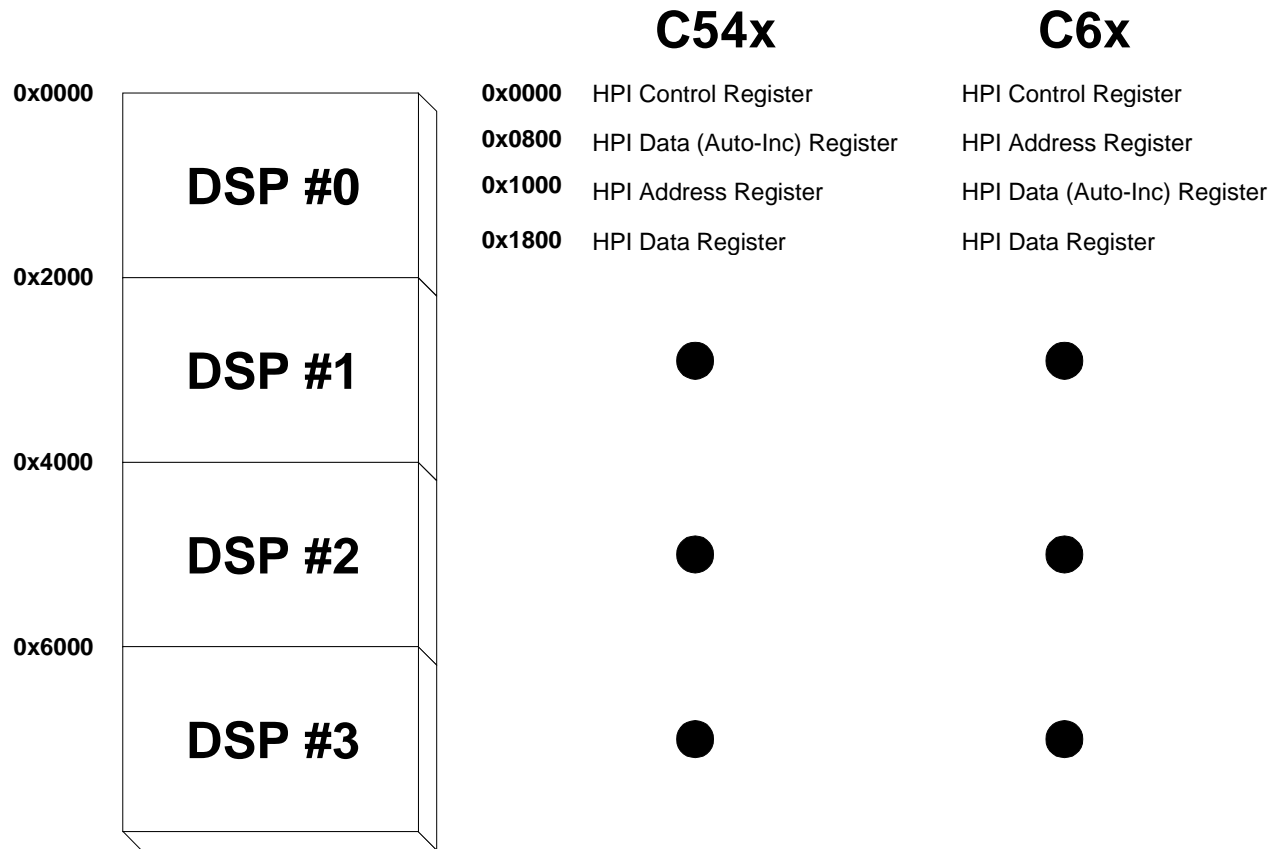 C54x C6x
0x0000 0x0000 HPI Control Register HPI Control Register
0x0800 HPI Data (Auto-Inc) Register HPI Address Register
DSP #0 0x1000 HPI Address Register HPI Data (Auto-Inc) Register
0x1800 HPI Data Register HPI Data Register
0x2000
DSP #1
0x4000
DSP #2
0x6000
DSP #3